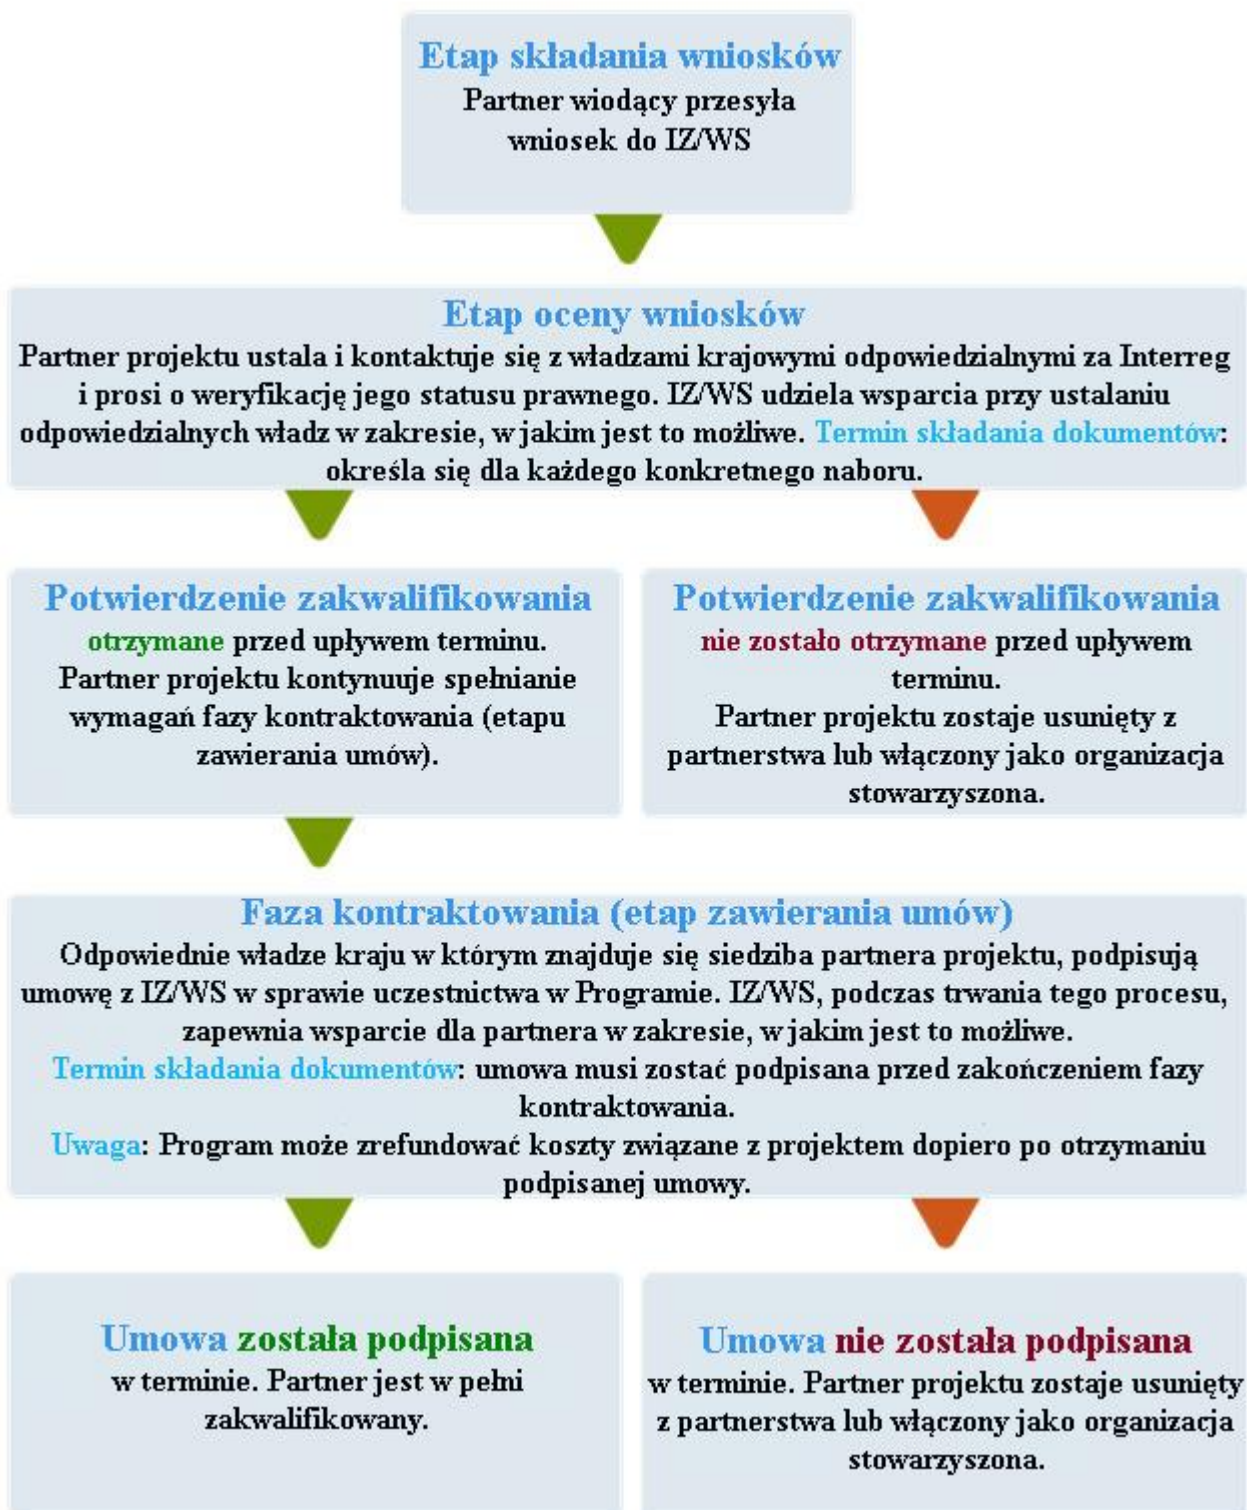 Etap składania wniosków
Partner wiodący przesyła
wniosek do IZ/WS
Etap oceny wniosków
Partner projektu ustala i kontaktuje się z władzami krajowymi odpowiedzialnymi za Interreg
i prosi o weryfikację jego statusu prawnego. IZ/WS udziela wsparcia przy ustalaniu
odpowiedzialnych władz w zakresie, w jakim jest to możliwe. Termin składania dokumentów:
określa się dla każdego konkretnego naboru.
Potwierdzenie zakwalifikowania
otrzymane przed upływem terminu.
Partner projektu kontynuuje spełnianie
wymagań fazy kontraktowania (etapu
zawierania umów).
Potwierdzenie zakwalifikowania
nie zostało otrzymane przed upływem
terminu.
Partner projektu zostaje usunięty z
partnerstwa lub włączony jako organizacja
stowarzyszona.
Faza kontraktowania (etap zawierania umów)
Odpowiednie władze kraju w którym znajduje się siedziba partnera projektu, podpisują
umowę z IZ/WS w sprawie uczestnictwa w Programie. IZ/WS, podczas trwania tego procesu,
zapewnia wsparcie dla partnera w zakresie, w jakim jest to możliwe.
Termin składania dokumentów: umowa musi zostać podpisana przed zakończeniem fazy
kontraktowania.
Uwaga: Program może zrefundować koszty związane z projektem dopiero po otrzymaniu
podpisanej umowy.
Umowa została podpisana
w terminie. Partner jest w pełni
zakwalifikowany.
Umowa nie została podpisana
w terminie. Partner projektu zostaje usunięty
z partnerstwa lub włączony jako organizacja
stowarzyszona.